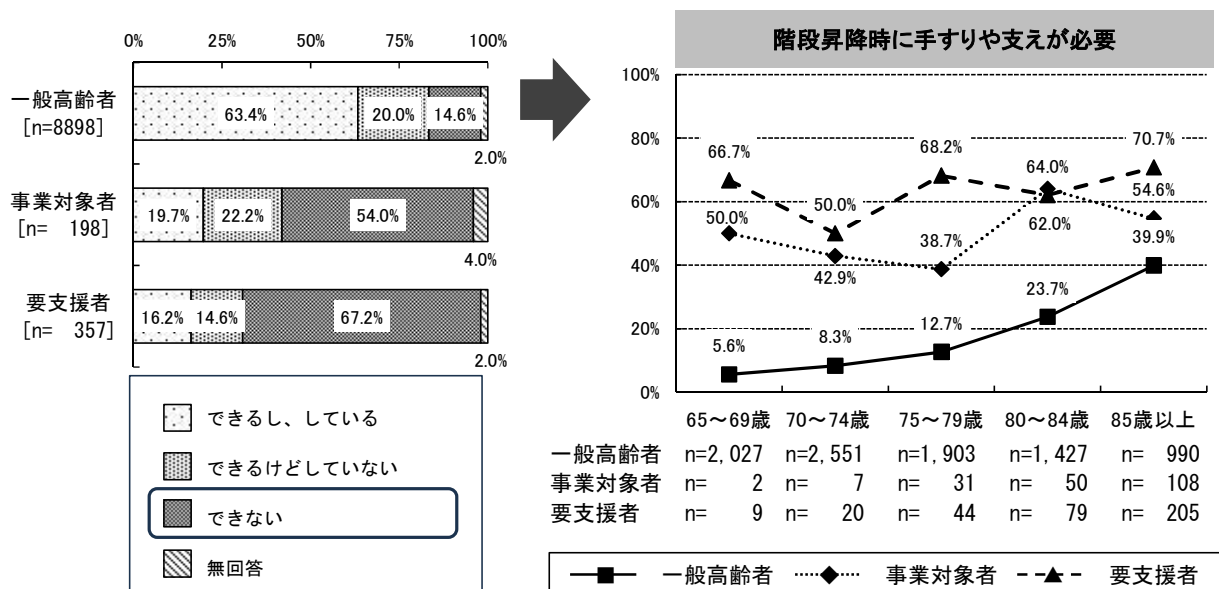 0% 25% 50% 75% 100%
一般高齢者
[n=8898]
63.4% 20.0% 14.6%
2.0%
事業対象者
[n= 198]
19.7% 22.2% 54.0%
4.0%
要支援者
[n= 357]
16.2% 14.6% 67.2%
2.0%
できるし、している
できるけどしていない
できない
無回答
階段昇降時に手すりや支えが必要
100%
80%
60%
40%
20%
0%
66.7% 50.0% 68.2% 62.0% 70.7%
50.0% 42.9% 38.7% 64.0% 54.6%
5.6% 8.3% 12.7% 23.7% 39.9%
65~69歳 70~74歳 75~79歳 80~84歳 85歳以上
一般高齢者 n=2,027 n=2,551 n=1,903 n=1,427 n= 990
事業対象者 n= 2 n= 7 n= 31 n= 50 n= 108
要支援者 n= 9 n= 20 n= 44 n= 79 n= 205
一般高齢者 事業対象者 要支援者